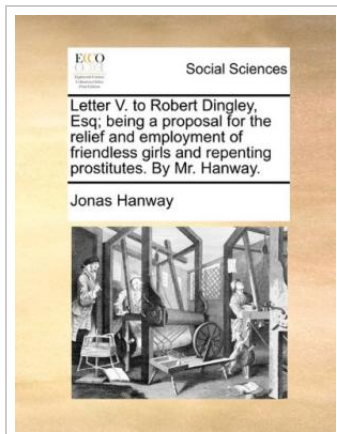 ECCO
Social Sciences
Letter V. to Robert Dingley,
Esq; being a proposal for the
relief and employment of
friendless girls and repenting
prostitutes. By Mr. Hanway.
Jonas Hanway